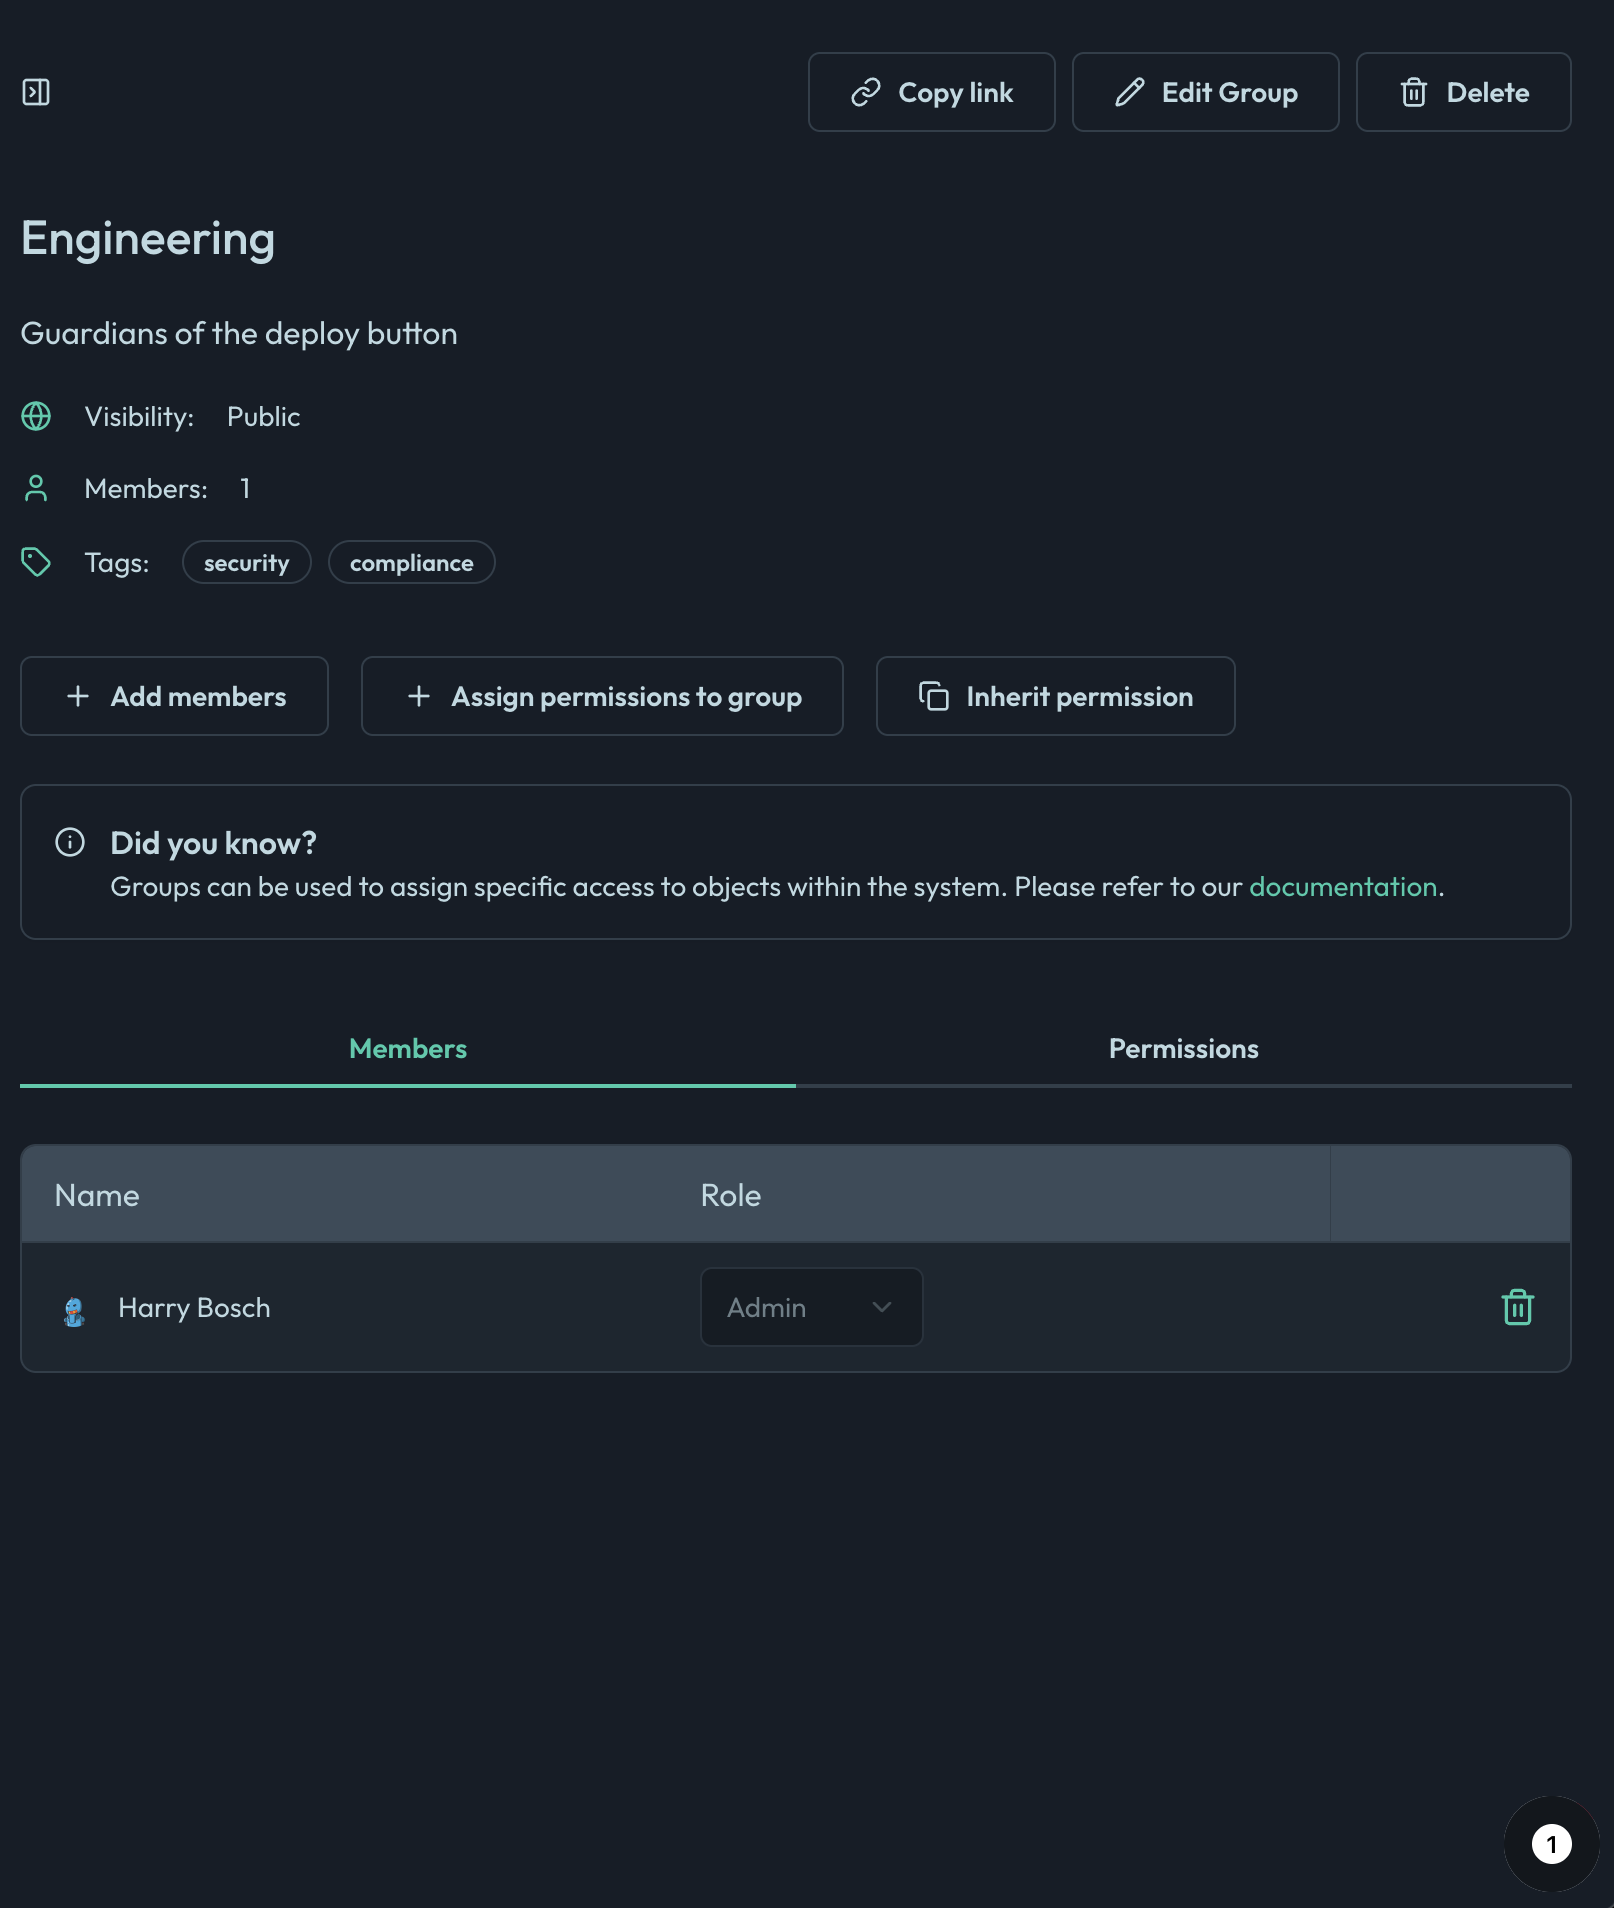 Copy link
Edit Group
Delete
Engineering
Guardians of the deploy button
Visibility: Public
Members: 1
Tags: security compliance
Add members
Assign permissions to group
Inherit permission
Did you know?
Groups can be used to assign specific access to objects within the system. Please refer to our documentation.
Members
Permissions
Name
Role
Harry Bosch
Admin
1